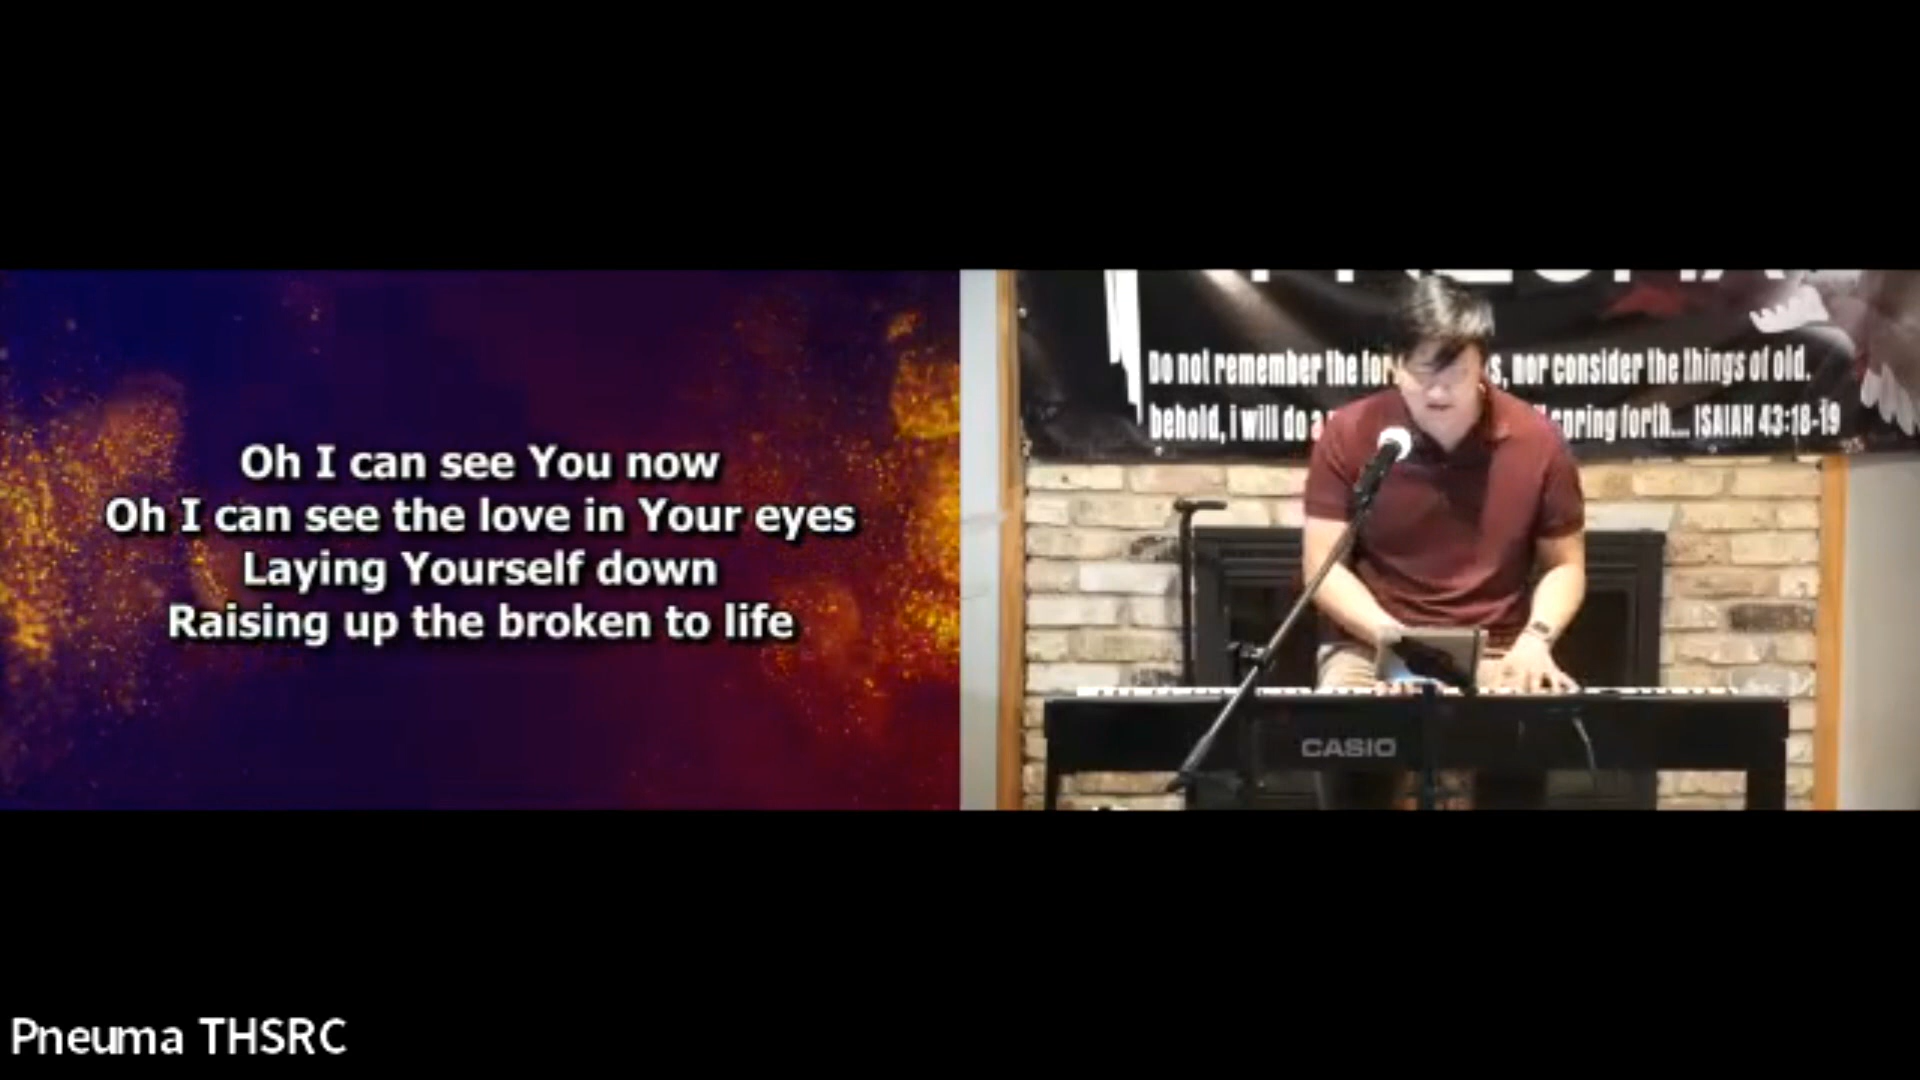 Oh I can see You now
Oh I can see the love in Your eyes
Laying Yourself down
Raising up the broken to life
Do not remember the for s, nor consider the things of old.
behold, i will do a spring forth.... ISAIAH 43:18-19
CASIO
Pneuma THSRC